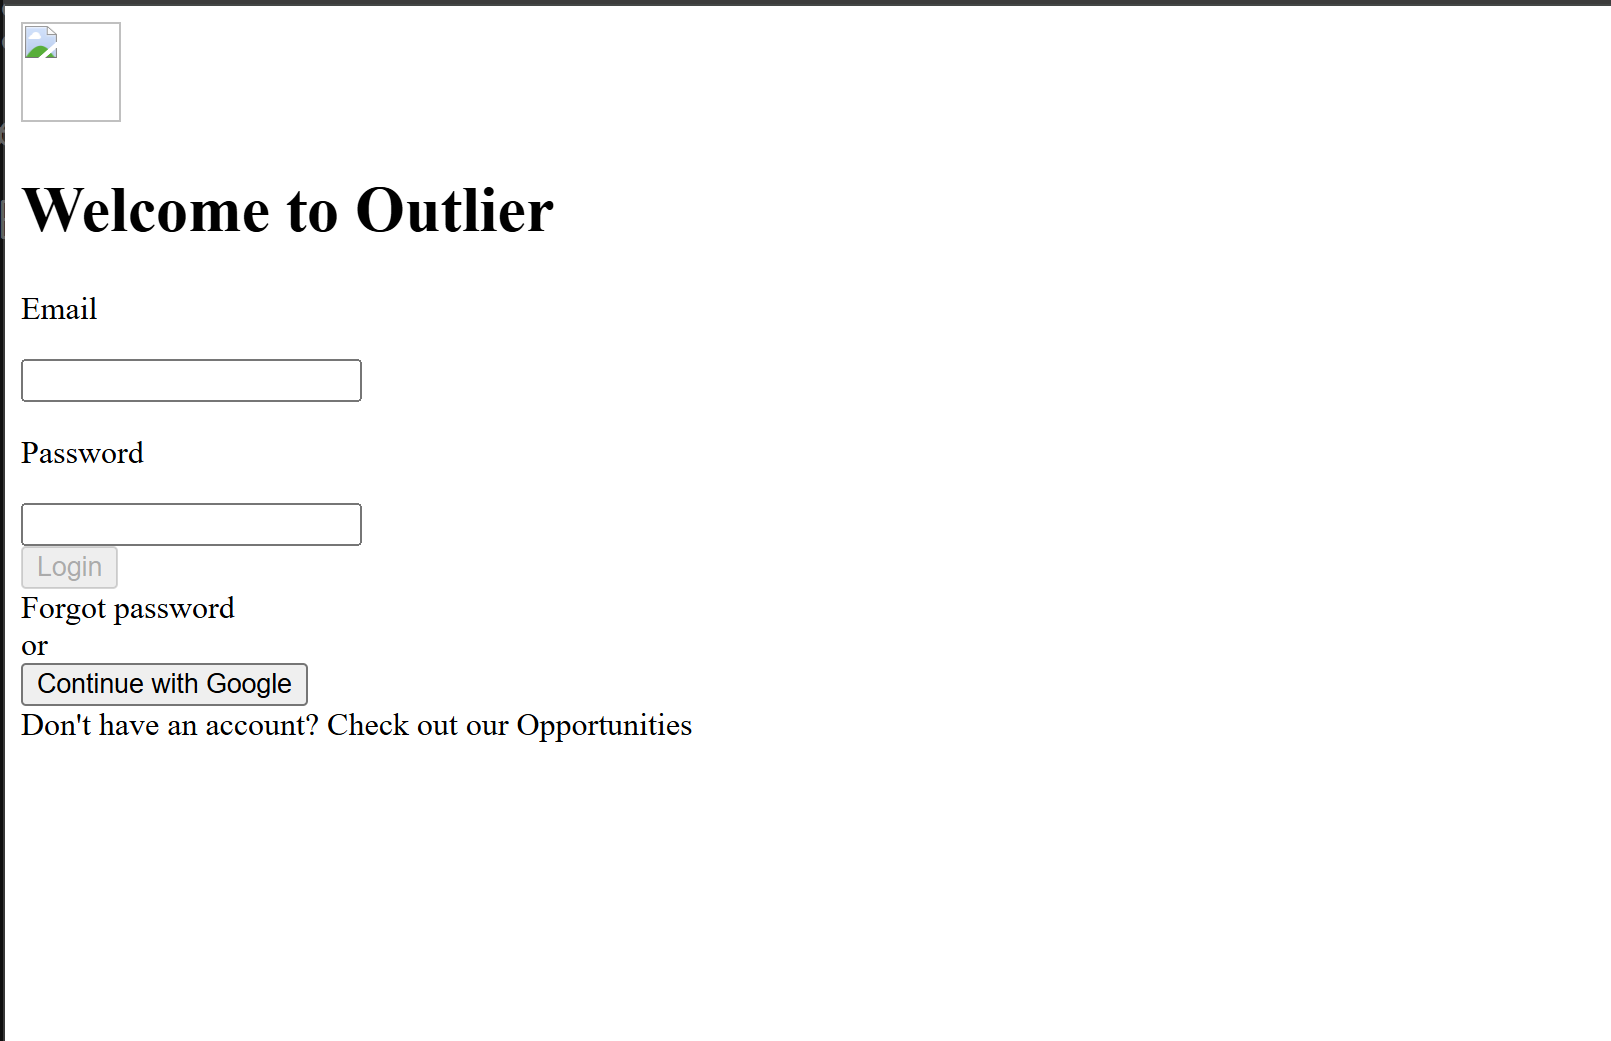 Welcome to Outlier
Email
Password
Login
Forgot password
or
Continue with Google
Don't have an account? Check out our Opportunities